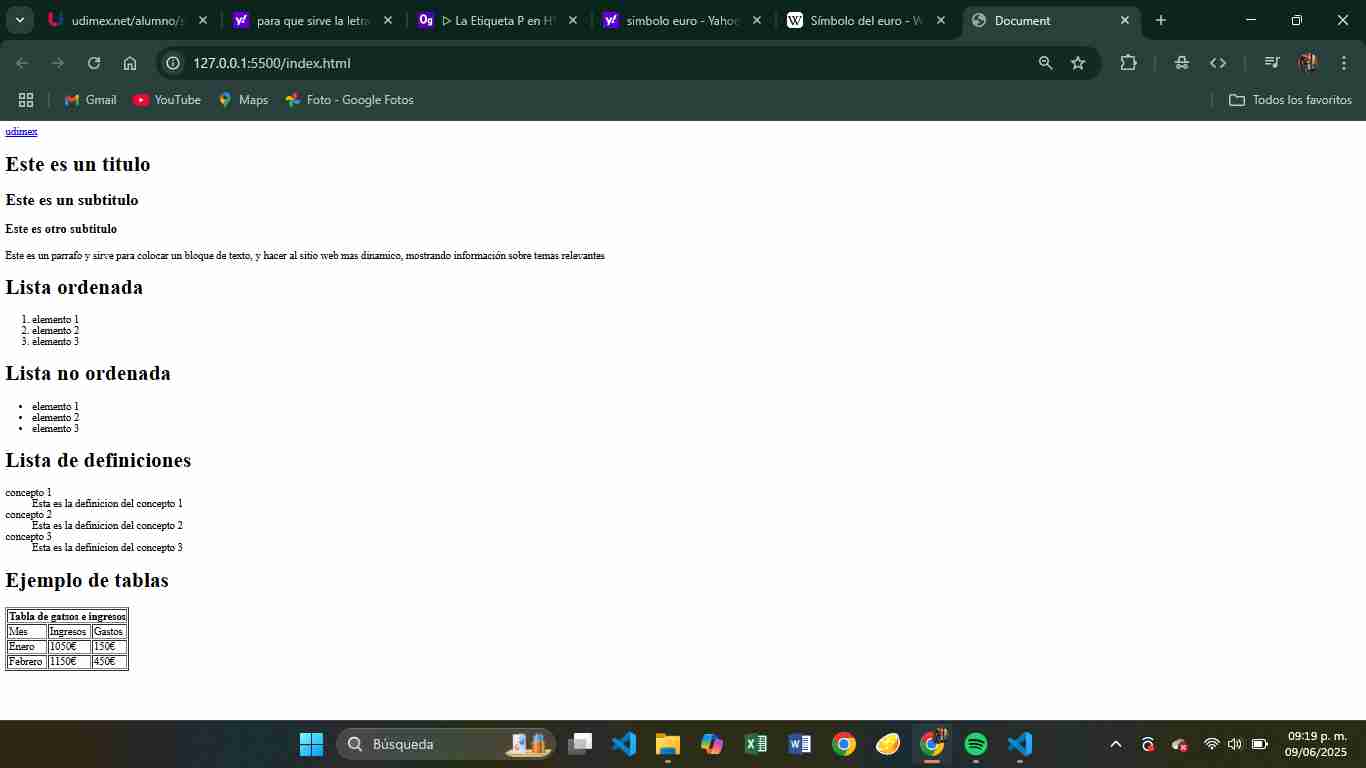 udimex.net/alumno/s
para que sirve la letra
Og
▷ La Etiqueta P en HT
simbolo euro - Yahoo
W
Símbolo del euro - W
Document
127.0.0.1:5500/index.html
Gmail
YouTube
Maps
Foto - Google Fotos
Todos los favoritos
udimex
Este es un titulo
Este es un subtitulo
Este es otro subtitulo
Este es un parrafo y sirve para colocar un bloque de texto, y hacer al sitio web mas dinamico, mostrando información sobre temas relevantes
Lista ordenada
1. elemento 1
2. elemento 2
3. elemento 3
Lista no ordenada
• elemento 1
• elemento 2
• elemento 3
Lista de definiciones
concepto 1
Esta es la definicion del concepto 1
concepto 2
Esta es la definicion del concepto 2
concepto 3
Esta es la definicion del concepto 3
Ejemplo de tablas
Tabla de gatsos e ingresos
Mes Ingresos Gastos
Enero 1050€ 150€
Febrero 1150€ 450€
Búsqueda
09:19 p. m.
09/06/2025